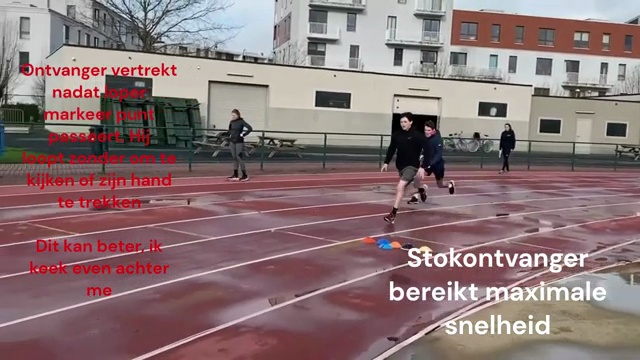 Ontvanger vertrekt
nadat loper
markeer punt
passeert. Hij
loopt zonder om te
kijken of zijn hand
te trekken
Dit kan beter, ik
keek even achter
me
Stokontvanger
bereikt maximale
snelheid